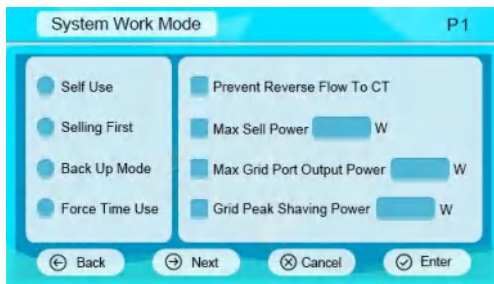 System Work Mode
P1
Self Use
Selling First
Back Up Mode
Force Time Use
Prevent Reverse Flow To CT
Max Sell Power W
Max Grid Port Output Power W
Grid Peak Shaving Power W
Back
Next
Cancel
Enter